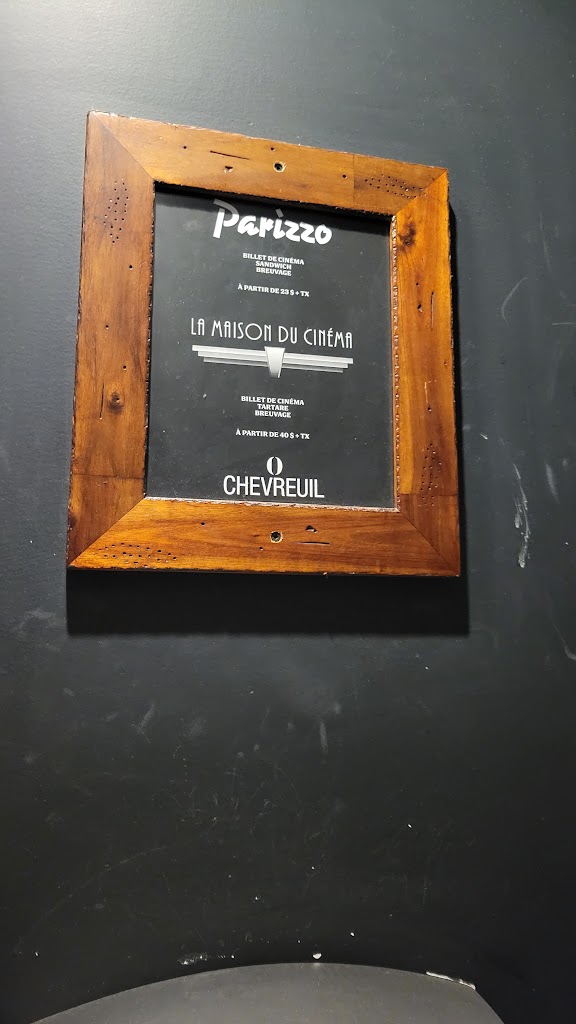 Parizzo
BILLET DE CINÉMA
SANDWICH
BREUVAGE
À PARTIR DE 23 $ + TX
LA MAISON DU CINÉMA
BILLET DE CINÉMA
TARTARE
BREUVAGE
À PARTIR DE 40 $ + TX
O
CHEVREUIL